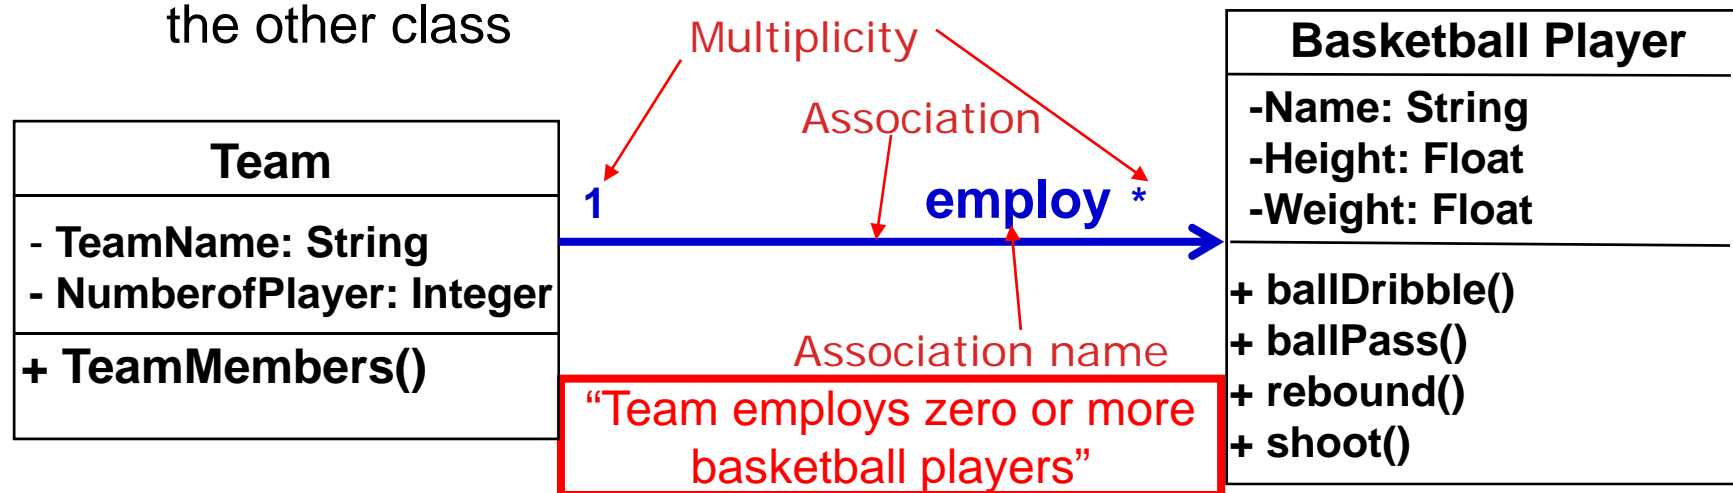 the other class
Multiplicity
Association
Team
- TeamName: String
- NumberofPlayer: Integer
+ TeamMembers()
1
employ *
Association name
“Team employs zero or more
basketball players”
Basketball Player
-Name: String
-Height: Float
-Weight: Float
+ ballDribble()
+ ballPass()
+ rebound()
+ shoot()